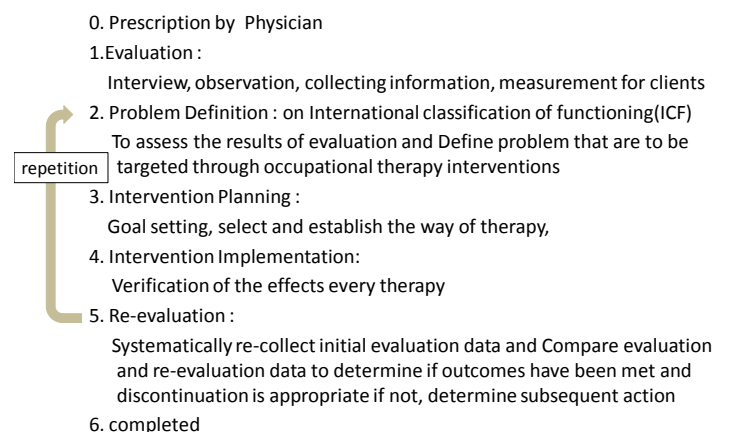 0. Prescription by Physician
1.Evaluation :
Interview, observation, collecting information, measurement for clients
2. Problem Definition : on International classification of functioning(ICF)
To assess the results of evaluation and Define problem that are to be
repetition
targeted through occupational therapy interventions
3. Intervention Planning :
Goal setting, select and establish the way of therapy,
4. Intervention Implementation:
Verification of the effects every therapy
5. Re-evaluation :
Systematically re-collect initial evaluation data and Compare evaluation
and re-evaluation data to determine if outcomes have been met and
discontinuation is appropriate if not, determine subsequent action
6. completed